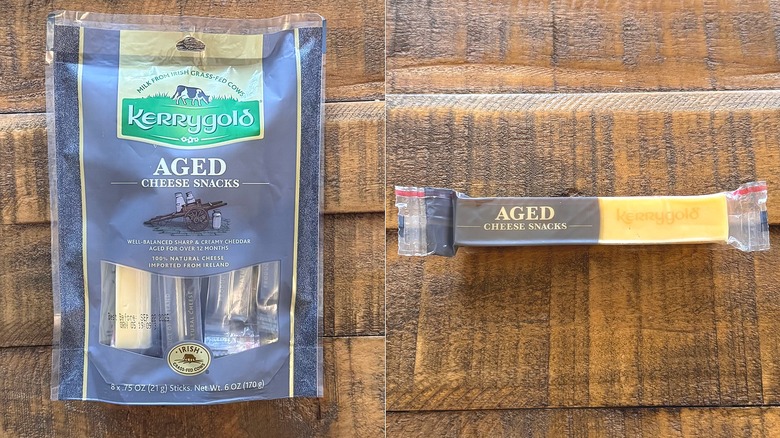 MILK FROM IRISH GRASS-FED COWS
Kerrygold
AGED
CHEESE SNACKS
WELL-BALANCED SHARP & CREAMY CHEDDAR
AGED FOR OVER 12 MONTHS
100% NATURAL CHEESE
IMPORTED FROM IRELAND
IRISH
GRASS-FED COWS
8 x .75 OZ (21 g) Sticks. Net Wt. 6 OZ (170 g)
AGED
CHEESE SNACKS
Kerrygold